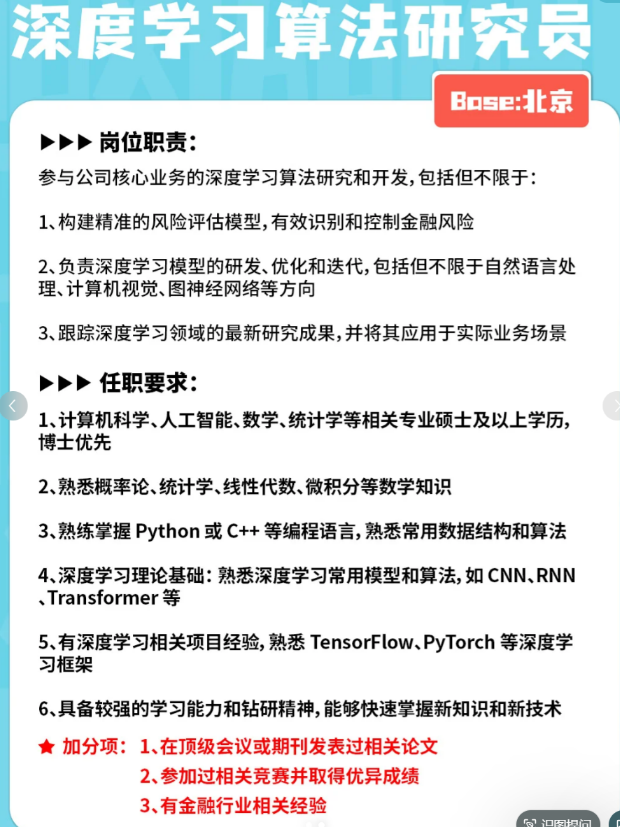 深度学习算法研究员
Base:北京
▶▶▶ 岗位职责：
参与公司核心业务的深度学习算法研究和开发，包括但不限于：
1、构建精准的风险评估模型，有效识别和控制金融风险
2、负责深度学习模型的研发、优化和迭代，包括但不限于自然语言处
理、计算机视觉、图神经网络等方向
3、跟踪深度学习领域的最新研究成果，并将其应用于实际业务场景
▶▶▶ 任职要求：
1、计算机科学、人工智能、数学、统计学等相关专业硕士及以上学历，
博士优先
2、熟悉概率论、统计学、线性代数、微积分等数学知识
3、熟练掌握 Python 或 C++ 等编程语言，熟悉常用数据结构和算法
4、深度学习理论基础：熟悉深度学习常用模型和算法，如 CNN、RNN
、Transformer 等
5、有深度学习相关项目经验，熟悉 TensorFlow、PyTorch 等深度学
习框架
6、具备较强的学习能力和钻研精神，能够快速掌握新知识和新技术
★ 加分项：1、在顶级会议或期刊发表过相关论文
2、参加过相关竞赛并取得优异成绩
3、有金融行业相关经验
识图提问